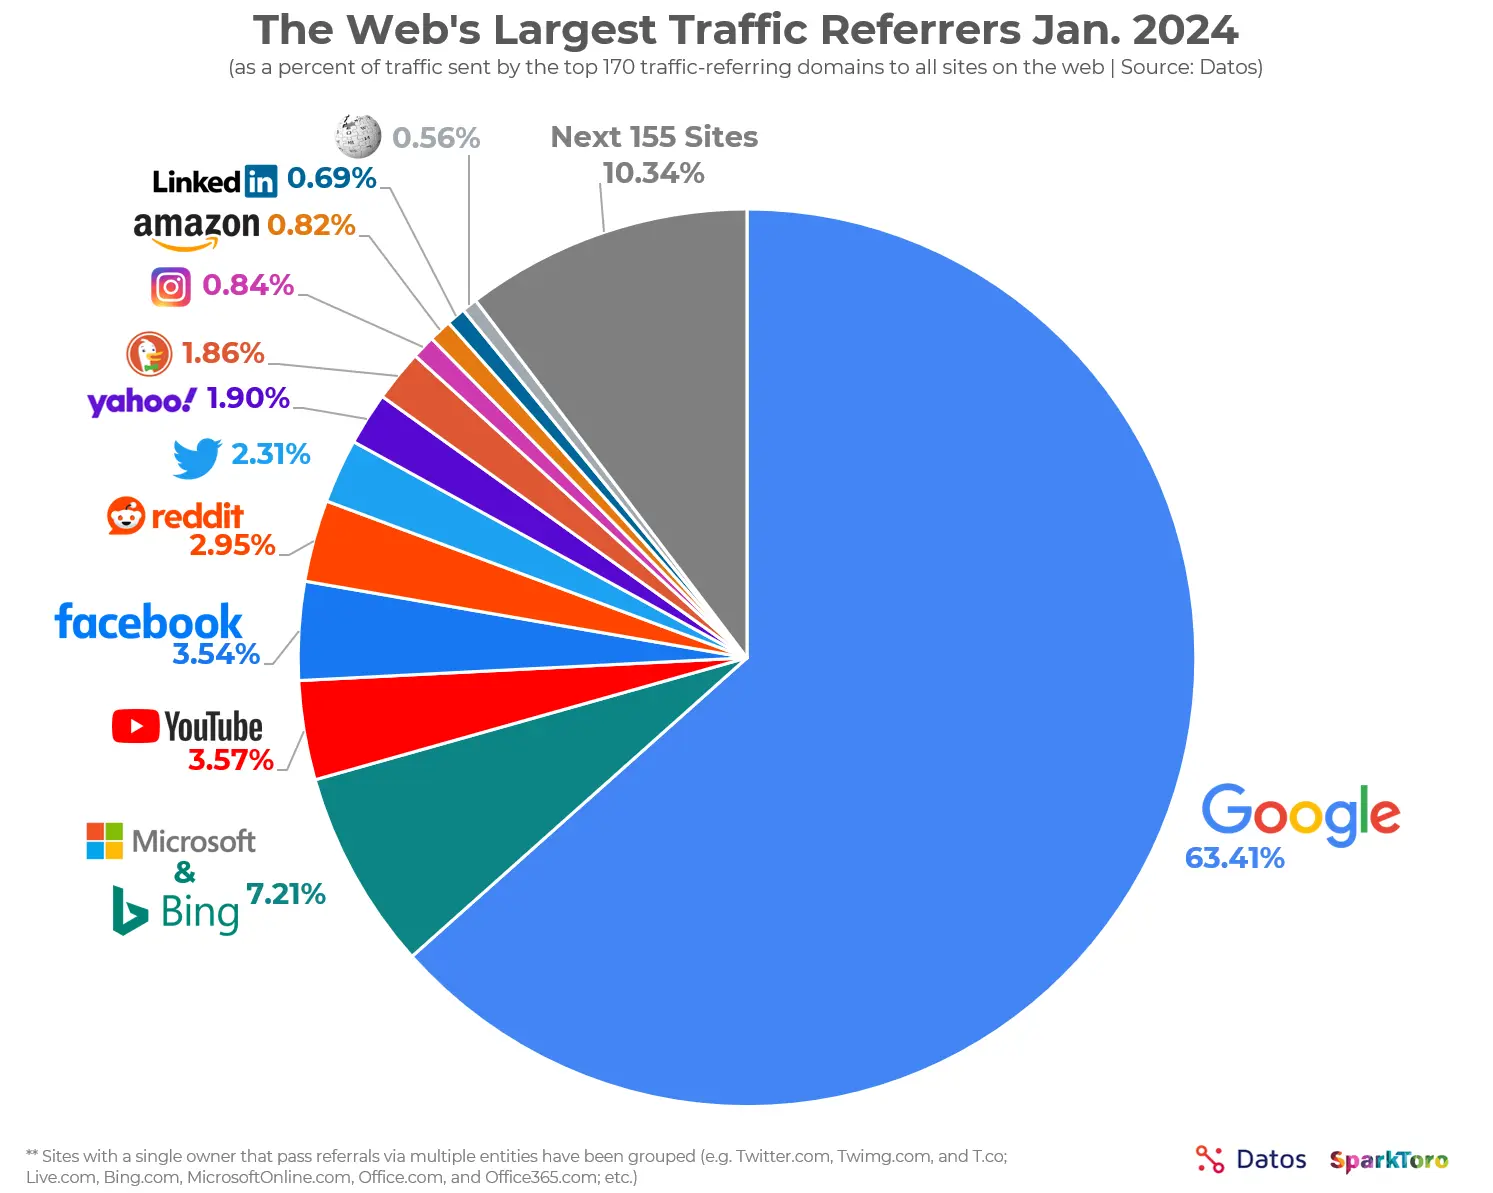 The Web's Largest Traffic Referrers Jan. 2024
(as a percent of traffic sent by the top 170 traffic-referring domains to all sites on the web | Source: Datos)
0.56%
Next 155 Sites
10.34%
Linked in 0.69%
amazon 0.82%
0.84%
1.86%
yahoo! 1.90%
2.31%
reddit
2.95%
facebook
3.54%
YouTube
3.57%
Microsoft
&
Bing 7.21%
Google
63.41%
** Sites with a single owner that pass referrals via multiple entities have been grouped (e.g. Twitter.com, Twimg.com, and T.co;
Live.com, Bing.com, MicrosoftOnline.com, Office.com, and Office365.com; etc.)
Datos SparkToro